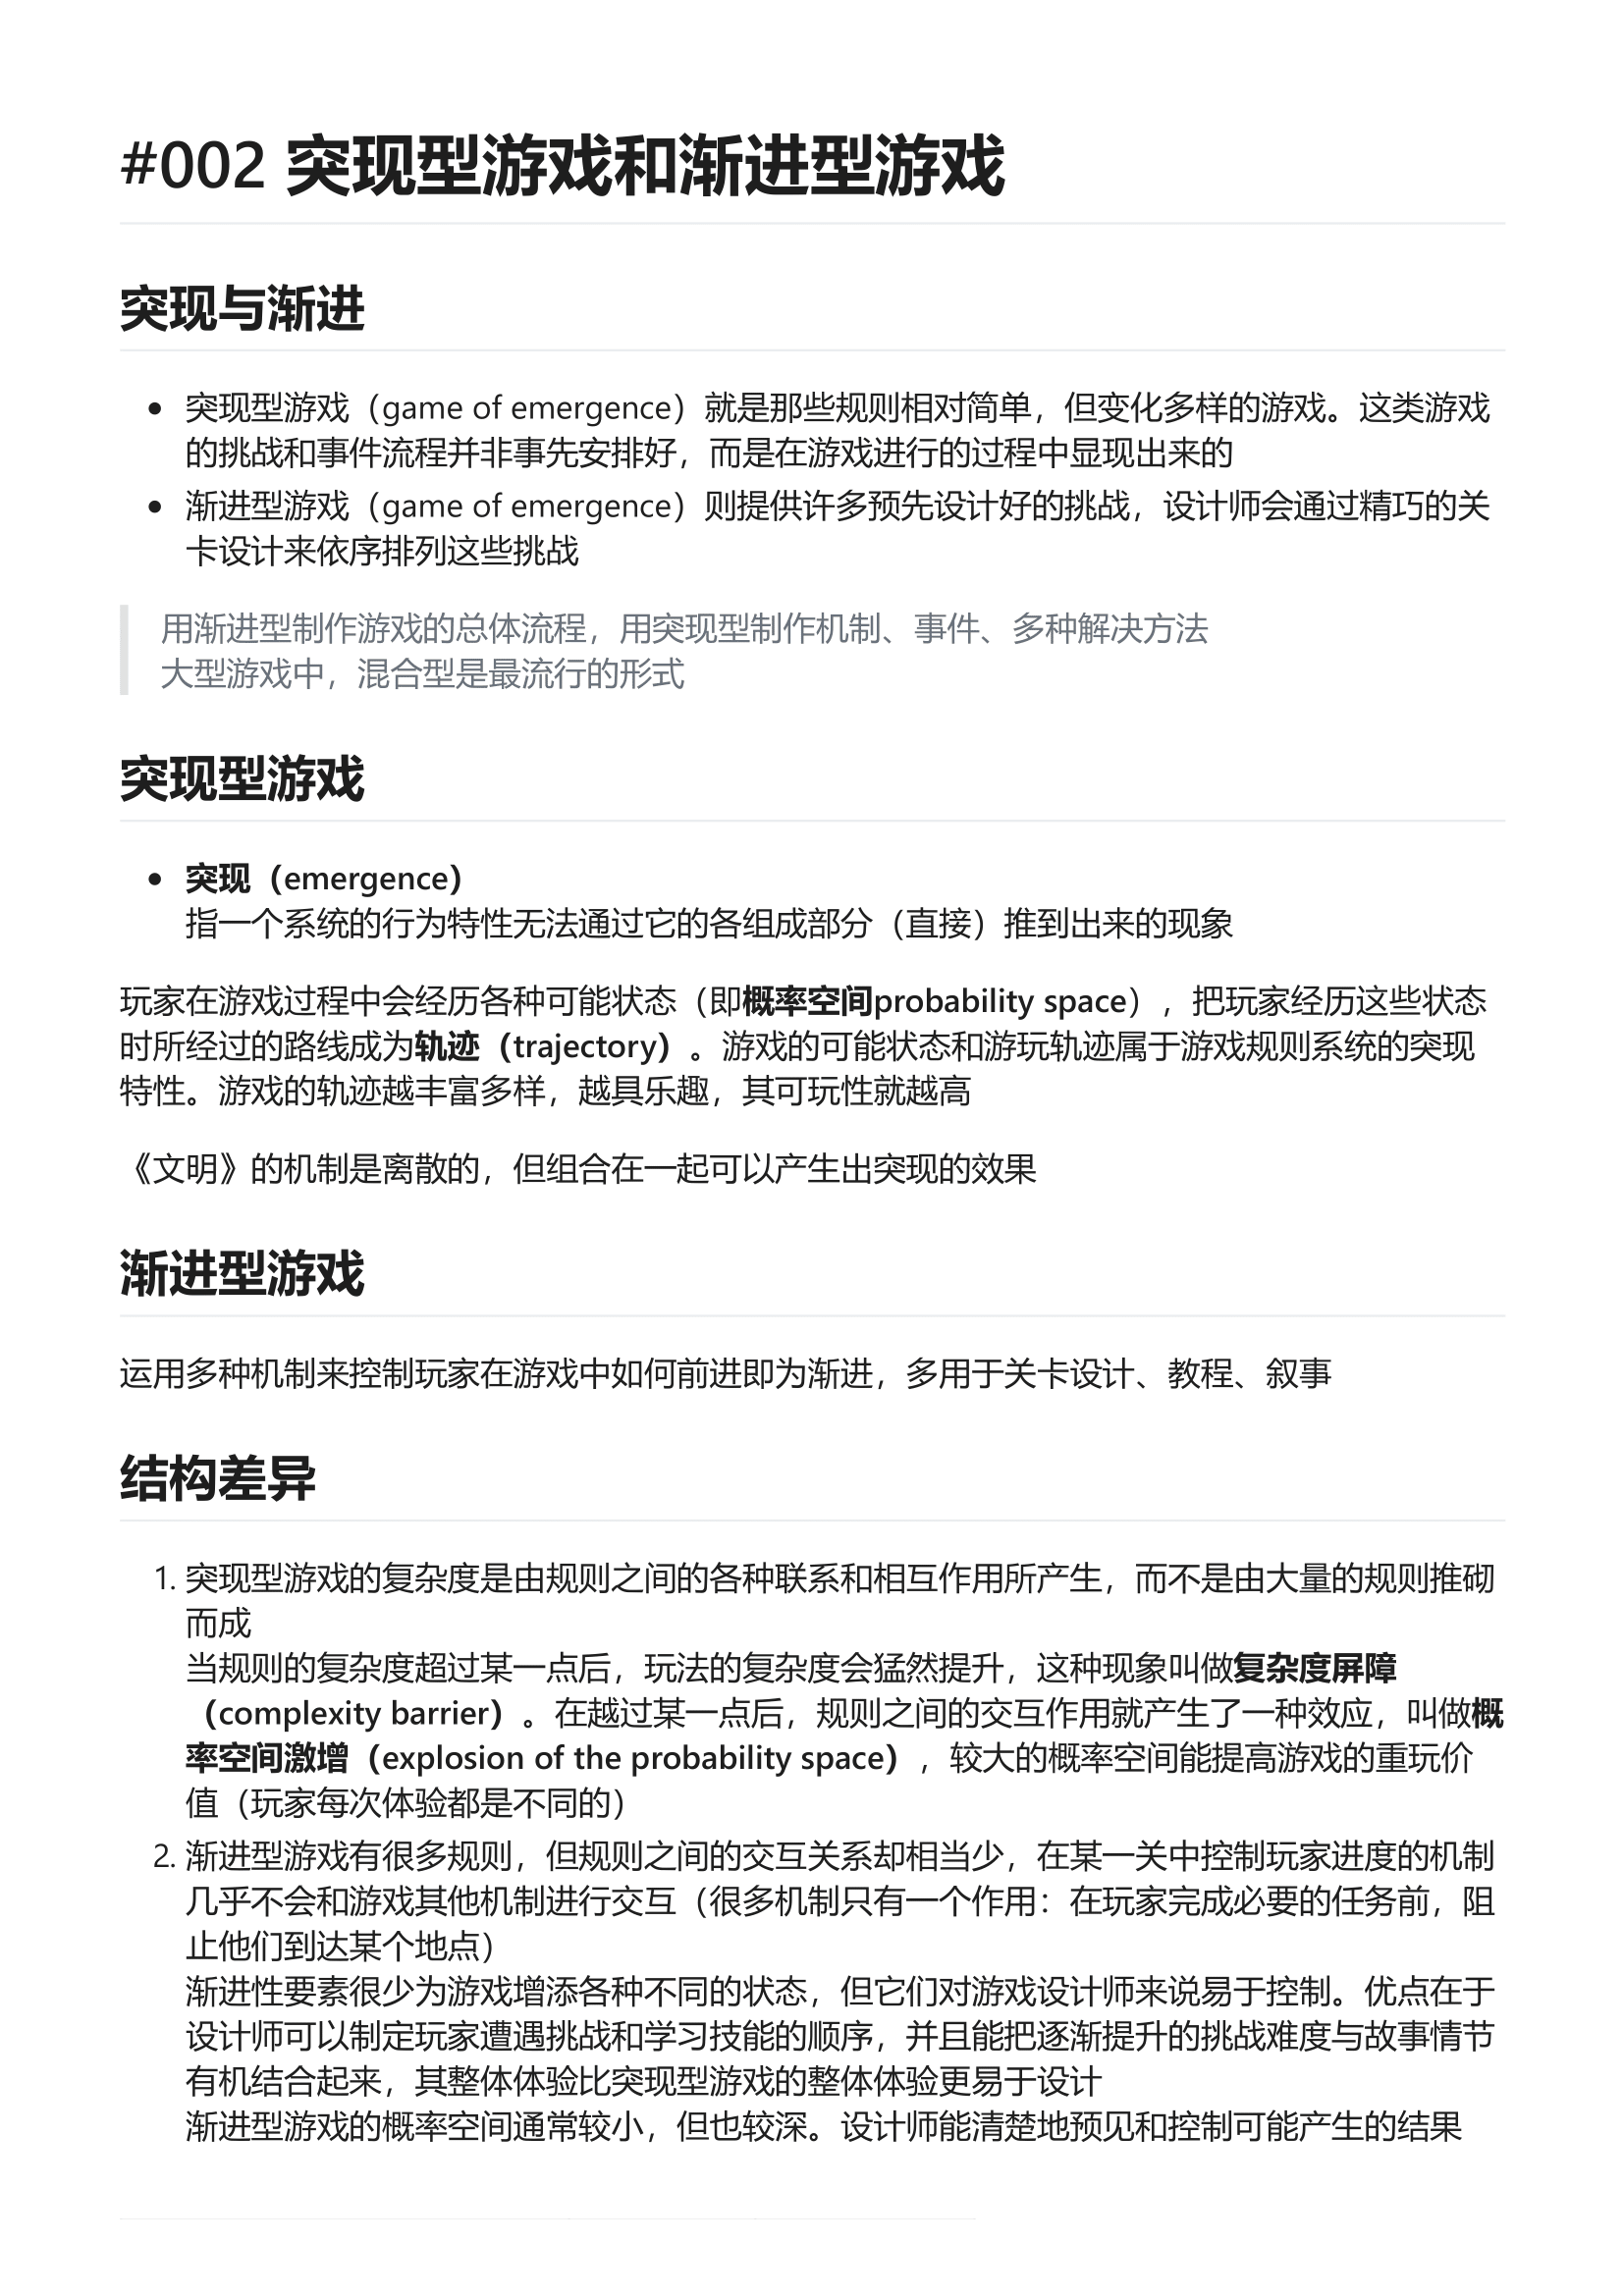 #002 突现型游戏和渐进型游戏
突现与渐进
• 突现型游戏（game of emergence）就是那些规则相对简单，但变化多样的游戏。这类游戏
的挑战和事件流程并非事先安排好，而是在游戏进行的过程中显现出来的
• 渐进型游戏（game of emergence）则提供许多预先设计好的挑战，设计师会通过精巧的关
卡设计来依序排列这些挑战
用渐进型制作游戏的总体流程，用突现型制作机制、事件、多种解决方法
大型游戏中，混合型是最流行的形式
突现型游戏
• 突现（emergence）
指一个系统的行为特性无法通过它的各组成部分（直接）推到出来的现象
玩家在游戏过程中会经历各种可能状态（即概率空间probability space），把玩家经历这些状态
时所经过的路线成为轨迹（trajectory）。游戏的可能状态和游玩轨迹属于游戏规则系统的突现
特性。游戏的轨迹越丰富多样，越具乐趣，其可玩性就越高
《文明》的机制是离散的，但组合在一起可以产生出突现的效果
渐进型游戏
运用多种机制来控制玩家在游戏中如何前进即为渐进，多用于关卡设计、教程、叙事
结构差异
1. 突现型游戏的复杂度是由规则之间的各种联系和相互作用所产生，而不是由大量的规则推砌
而成
当规则的复杂度超过某一点后，玩法的复杂度会猛然提升，这种现象叫做复杂度屏障
（complexity barrier）。在越过某一点后，规则之间的交互作用就产生了一种效应，叫做概
率空间激增（explosion of the probability space），较大的概率空间能提高游戏的重玩价
值（玩家每次体验都是不同的）
2. 渐进型游戏有很多规则，但规则之间的交互关系却相当少，在某一关中控制玩家进度的机制
几乎不会和游戏其他机制进行交互（很多机制只有一个作用：在玩家完成必要的任务前，阻
止他们到达某个地点）
渐进性要素很少为游戏增添各种不同的状态，但它们对游戏设计师来说易于控制。优点在于
设计师可以制定玩家遭遇挑战和学习技能的顺序，并且能把逐渐提升的挑战难度与故事情节
有机结合起来，其整体体验比突现型游戏的整体体验更易于设计
渐进型游戏的概率空间通常较小，但也较深。设计师能清楚地预见和控制可能产生的结果